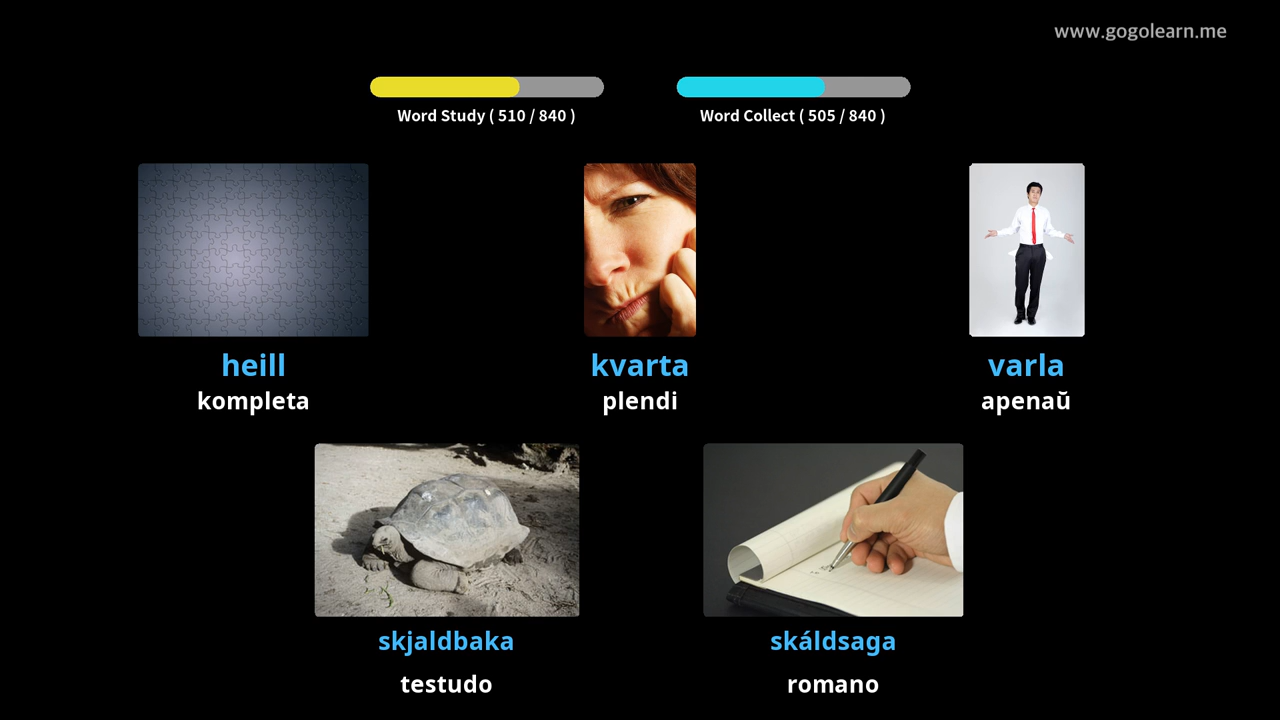 www.gogolearn.me
Word Study ( 510 / 840 )
Word Collect ( 505 / 840 )
heill
kompleta
kvarta
plendi
varla
apenaŭ
skjaldbaka
testudo
skáldsaga
romano